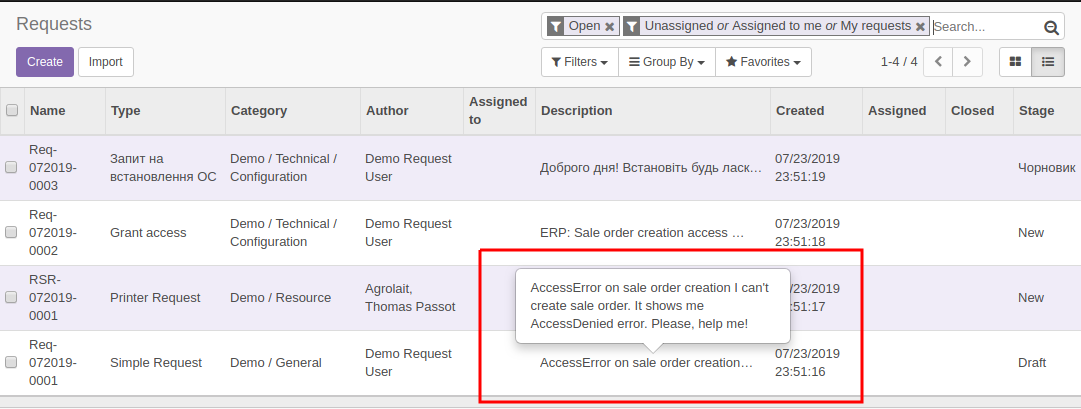 Requests
Open Unassigned or Assigned to me or My requests Search...
Create Import Filters Group By Favorites 1-4 / 4
Name Type Category Author Assigned to Description Created Assigned Closed Stage
Req-072019-0003 Запит на встановлення ОС Demo / Technical / Configuration Demo Request User Доброго дня! Встановіть будь ласк… 07/23/2019 23:51:19 Чорновик
Req-072019-0002 Grant access Demo / Technical / Configuration Demo Request User ERP: Sale order creation access … 07/23/2019 23:51:18 New
RSR-072019-0001 Printer Request Demo / Resource Agrolait, Thomas Passot /23/2019 :51:17 New
AccessError on sale order creation I can't
create sale order. It shows me
AccessDenied error. Please, help me!
Req-072019-0001 Simple Request Demo / General Demo Request User AccessError on sale order creation… 07/23/2019 23:51:16 Draft